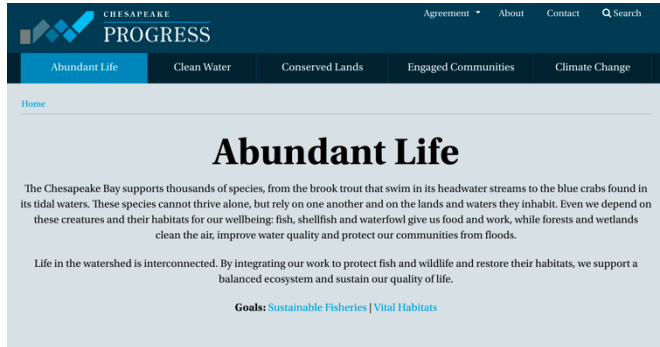 CHESAPEAKE
PROGRESS
Agreement About Contact Search
Abundant Life Clean Water Conserved Lands Engaged Communities Climate Change
Home
Abundant Life
The Chesapeake Bay supports thousands of species, from the brook trout that swim in its headwater streams to the blue crabs found in
its tidal waters. These species cannot thrive alone, but rely on one another and on the lands and waters they inhabit. Even we depend on
these creatures and their habitats for our wellbeing: fish, shellfish and waterfowl give us food and work, while forests and wetlands
clean the air, improve water quality and protect our communities from floods.
Life in the watershed is interconnected. By integrating our work to protect fish and wildlife and restore their habitats, we support a
balanced ecosystem and sustain our quality of life.
Goals: Sustainable Fisheries | Vital Habitats